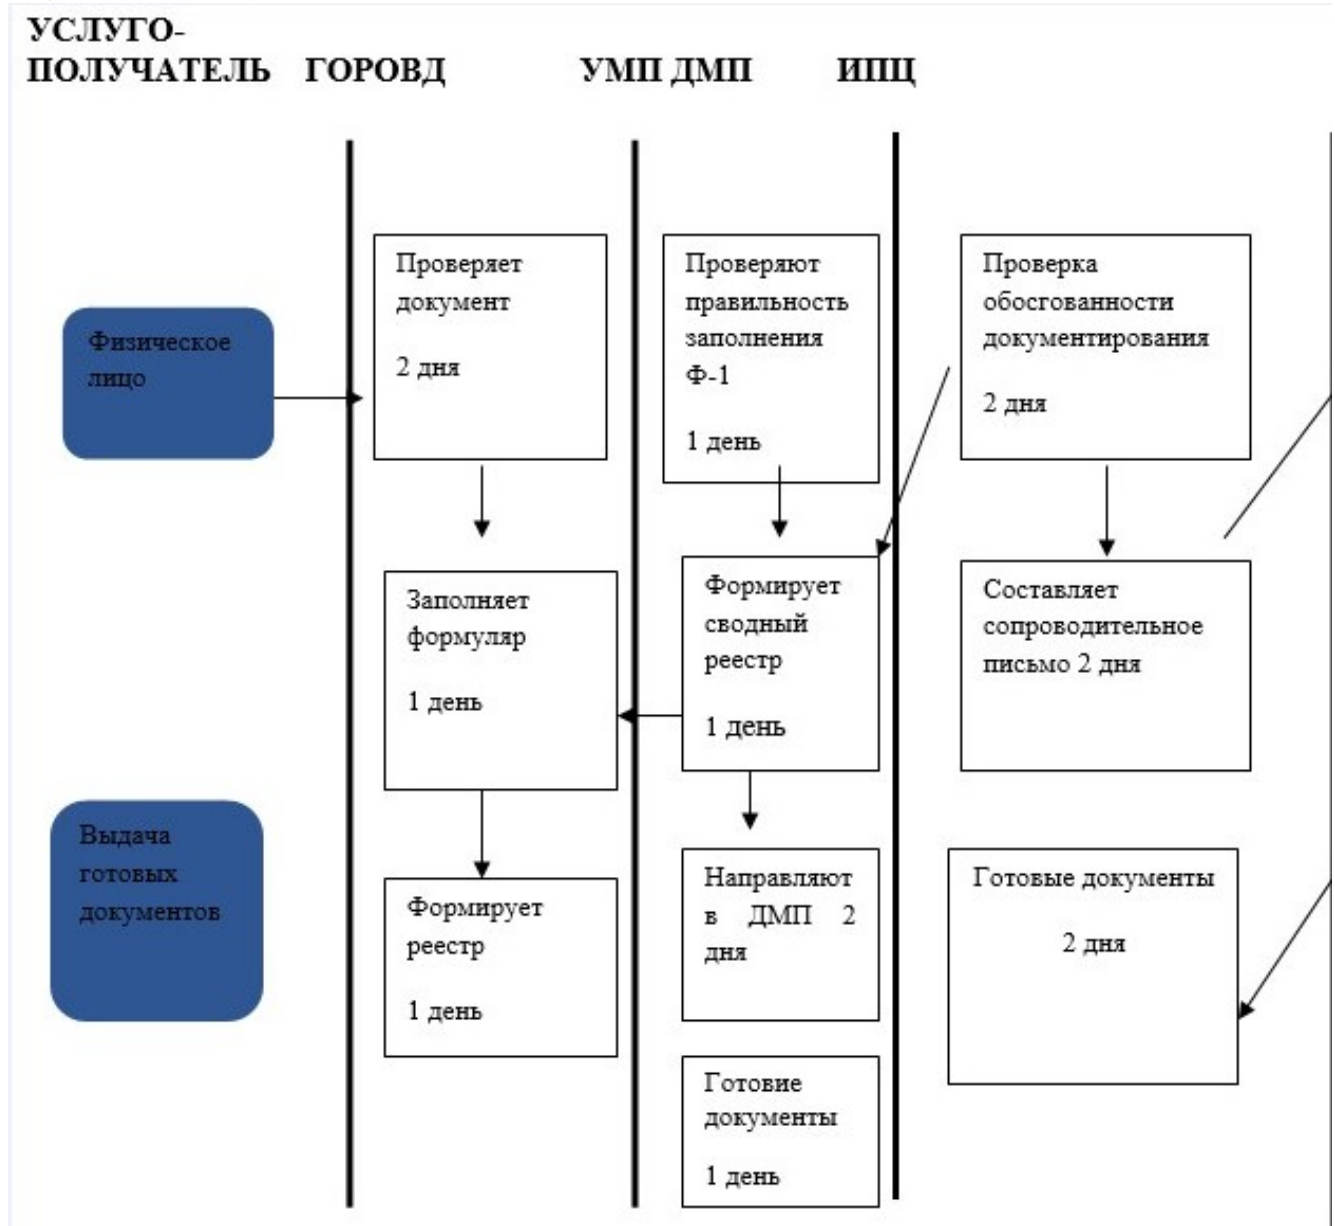 УСЛУГО-
ПОЛУЧАТЕЛЬ ГОРОВД УМП ДМП ИПЦ
Физическое
лицо
Выдача
готовых
документов
Проверяет
документ
2 дня
Заполняет
формуляр
1 день
Формирует
реестр
1 день
Проверяют
правильность
заполнения
Ф-1
1 день
Формирует
сводный
реестр
1 день
Направляют
в ДМП 2
дня
Готовие
документы
1 день
Проверка
обосгованности
документирования
2 дня
Составляет
сопроводительное
письмо 2 дня
Готовые документы
2 дня